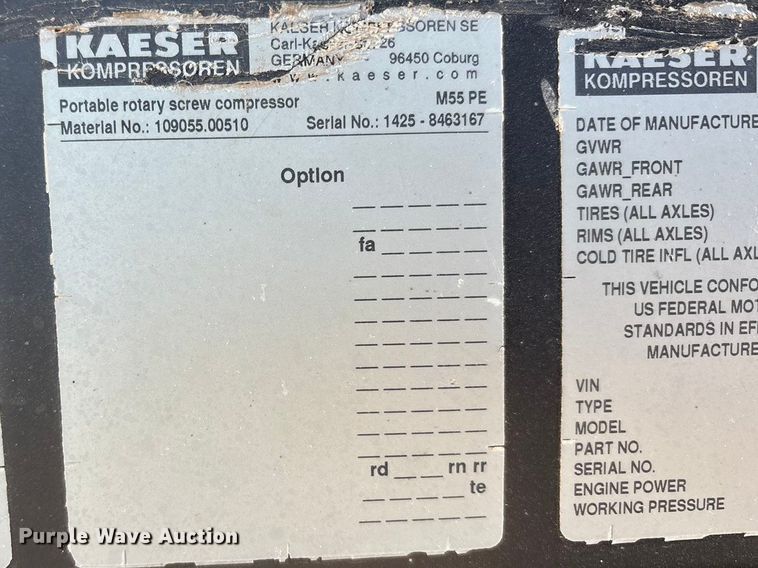 KAESER
KOMPRESSOREN
KAESER KOMPRESSOREN SE
26
GERMANY 96450 Coburg
www.kaeser.com
Portable rotary screw compressor M55 PE
Material No.: 109055.00510 Serial No.: 1425 - 8463167
Option
_ _ _ _ _ _
_ _ _ _ _ _
fa _ _ _ _ _
_ _ _ _ _ _
_ _ _ _ _ _
_ _ _ _ _ _
_ _ _ _ _ _
_ _ _ _ _ _
_ _ _ _ _ _
_ _ _ _ _ _
_ _ _ _ _ _
_ _ _ _ _ _
rd _ _ _ rn rr
_ _ _ _ _ te
_ _ _ _ _ _
KAESER
KOMPRESSOREN
DATE OF MANUFACTURE
GVWR
GAWR_FRONT
GAWR_REAR
TIRES (ALL AXLES)
RIMS (ALL AXLES)
COLD TIRE INFL (ALL AXL
THIS VEHICLE CONFO
US FEDERAL MOT
STANDARDS IN EF
MANUFACTURE
VIN
TYPE
MODEL
PART NO.
SERIAL NO.
ENGINE POWER
WORKING PRESSURE
Purple Wave Auction